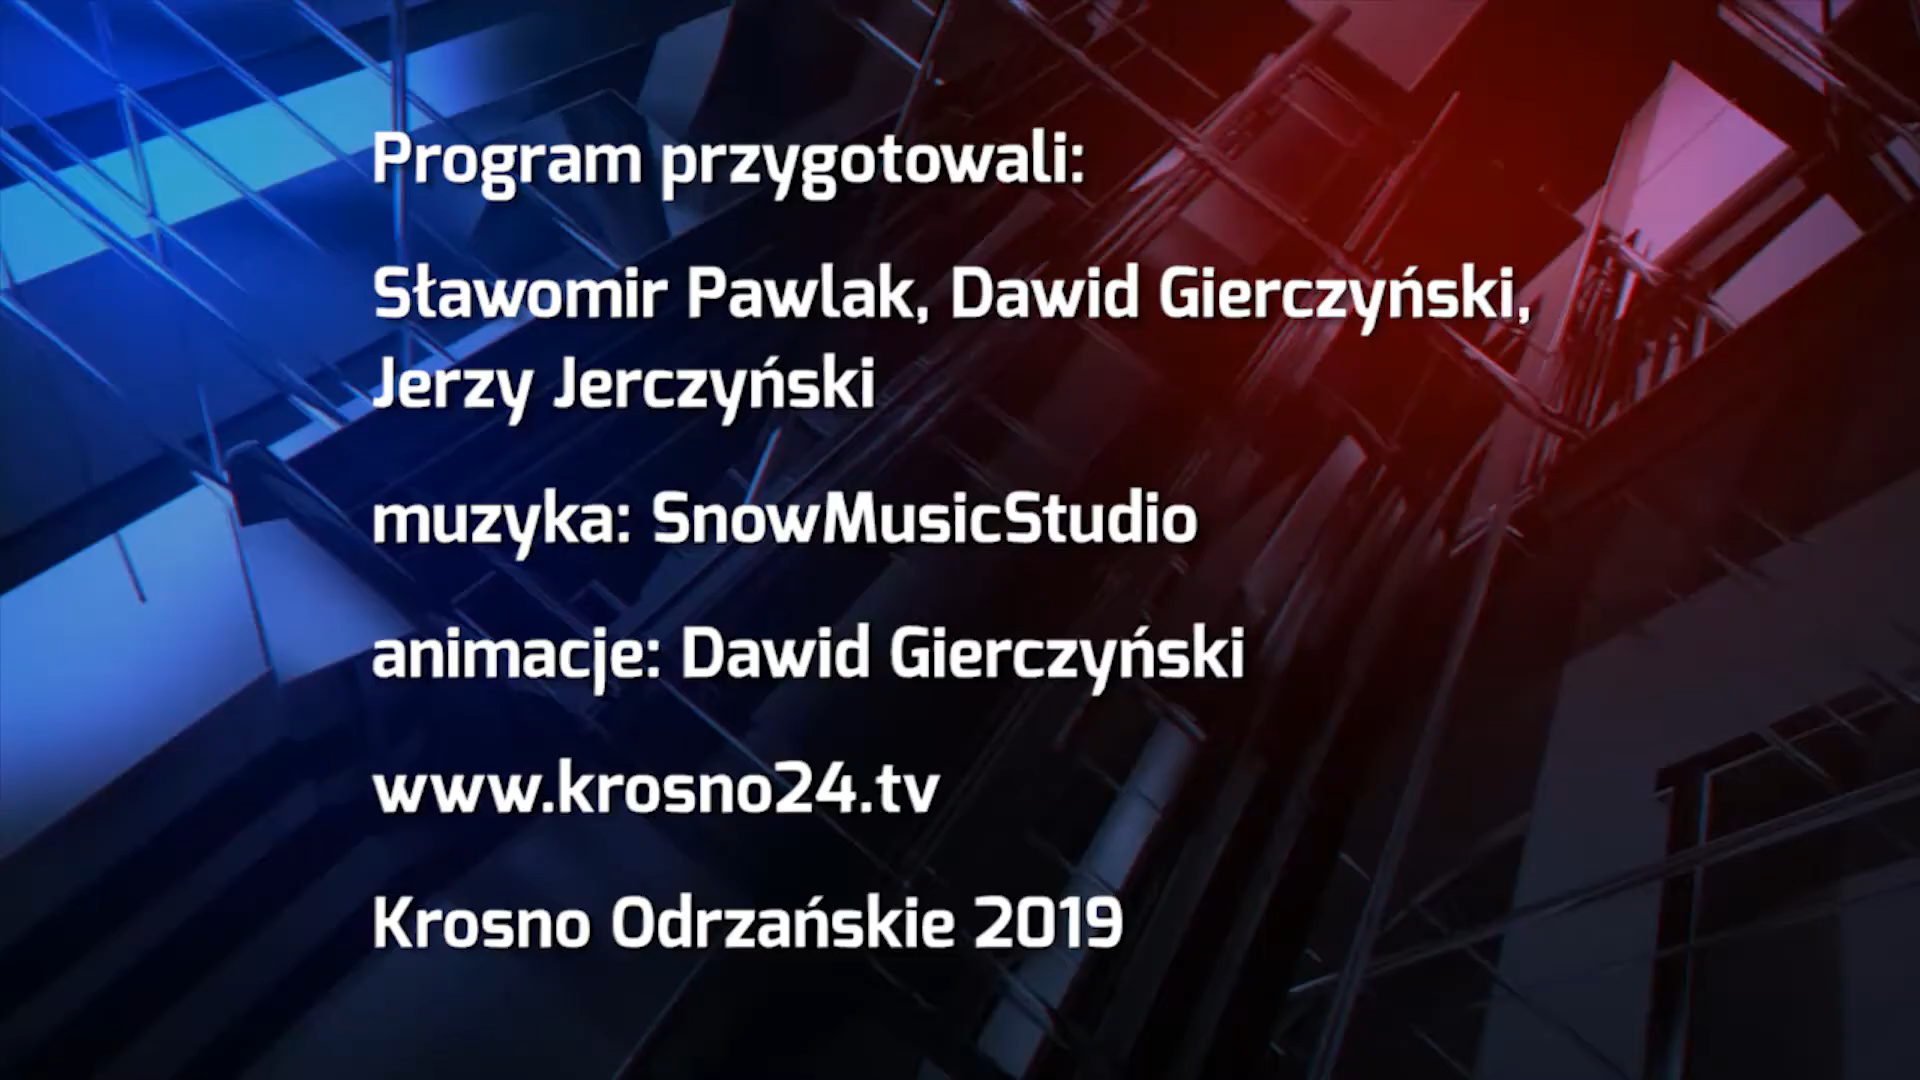 Program przygotowali:
Sławomir Pawlak, Dawid Gierczyński,
Jerzy Jerczyński
muzyka: SnowMusicStudio
animacje: Dawid Gierczyński
www.krosno24.tv
Krosno Odrzańskie 2019